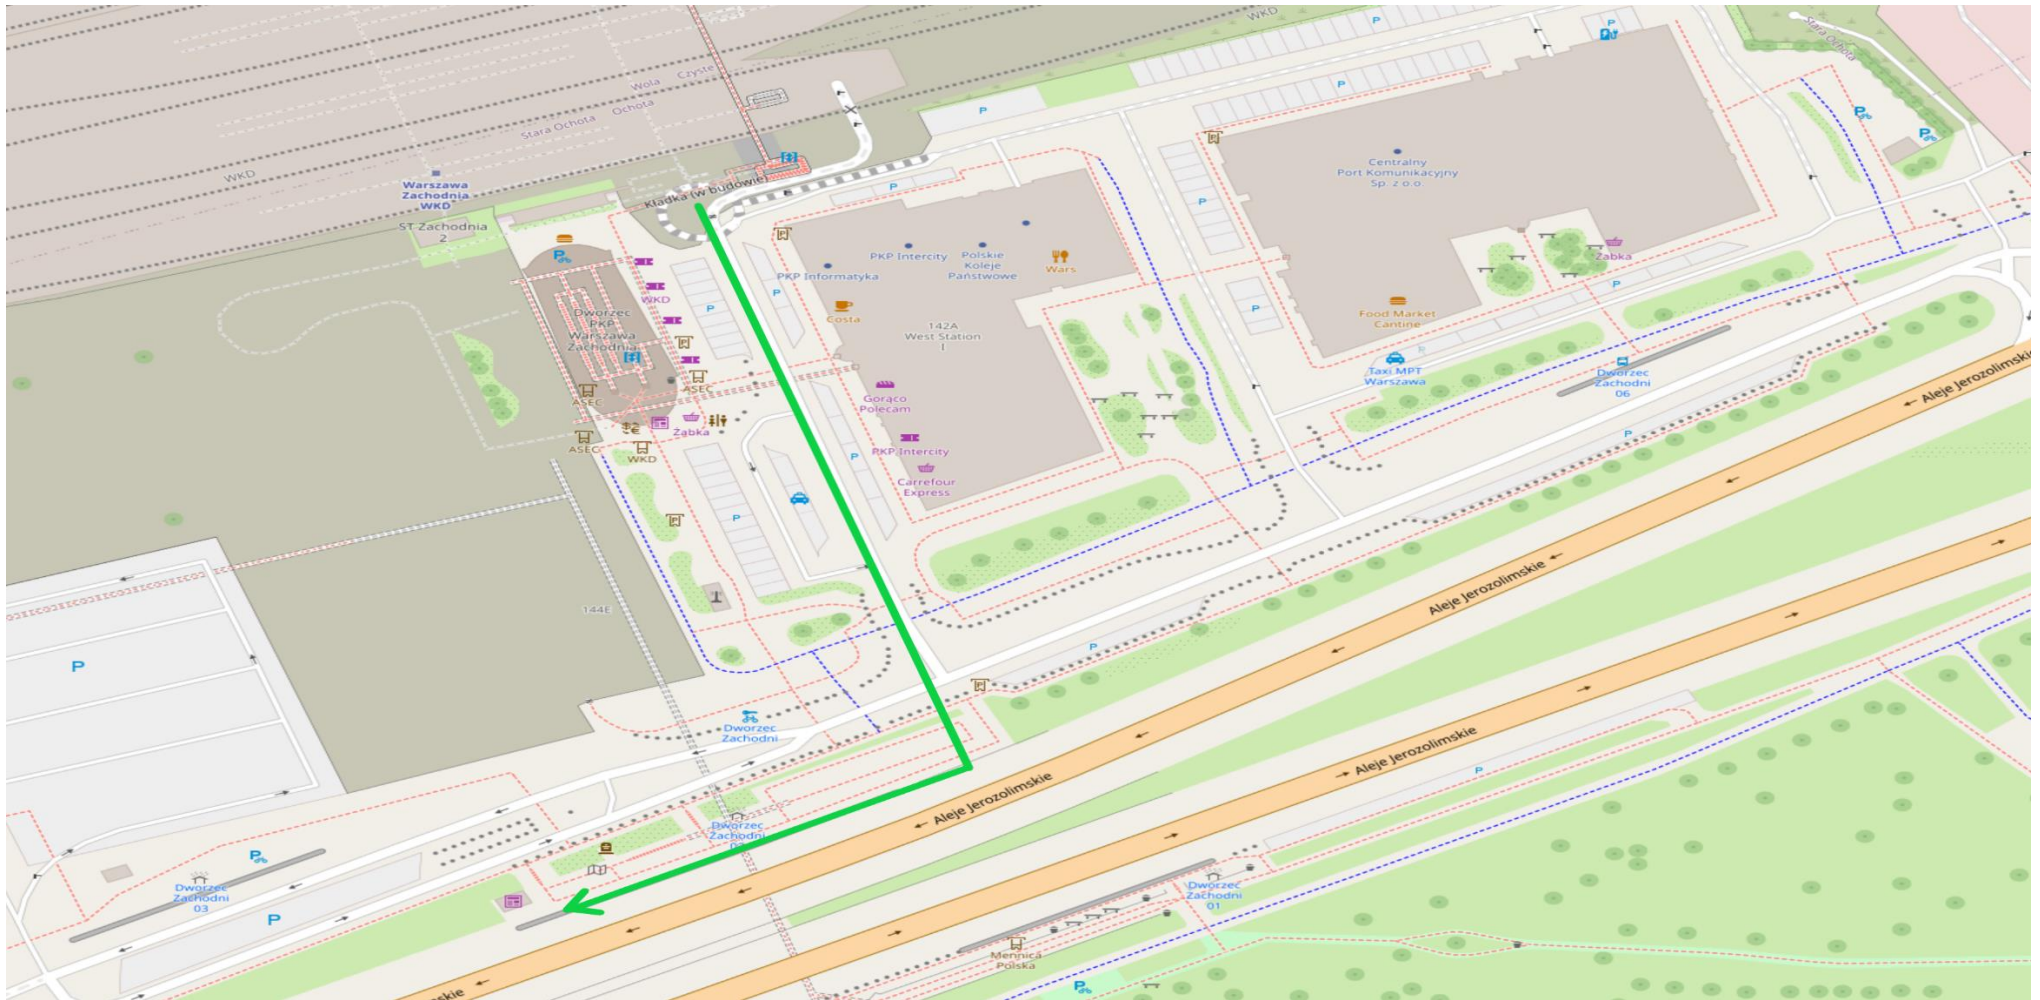 WKD
Stara Ochota
Wola
Czyste
Stara Ochota
Ochota
P
P
P
P
P
P
WKD
Warszawa
Zachodnia
WKD
ST Zachodnia
2
Kładka (w budowie)
P
P
Centralny
Port Komunikacyjny
Sp. z o.o.
P
PKP Intercity
Polskie
Koleje
Państwowe
PKP Informatyka
Wars
Żabka
P
WKD
P
P
P
P
Costa
Dworzec
PKP
Warszawa
Zachodnia
142A
West Station
I
Food Market
Cantine
Taxi MPT
Warszawa
Dworzec
Zachodni
06
Aleje Jerozolimskie
Aleje Jerozolimskie
ASEC
ASEC
Gorąco
Polecam
Żabka
ASEC
WKD
P
P
PKP Intercity
Carrefour
Express
P
144E
Aleje Jerozolimskie
P
P
Dworzec
Zachodni
Aleje Jerozolimskie
P
Aleje Jerozolimskie
Dworzec
Zachodni
P
Dworzec
Zachodni
03
P
Dworzec
Zachodni
01
Mennica
Polska
P